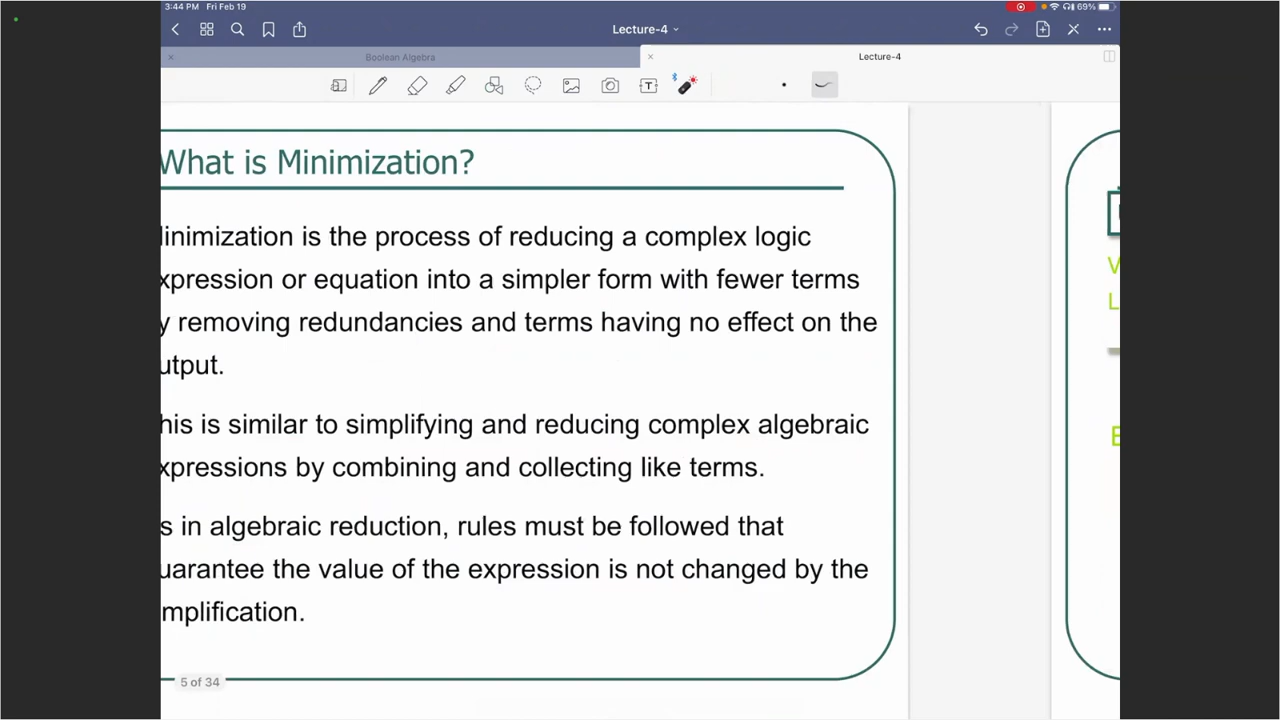 3:44 PM Fri Feb 19
69%
Lecture-4
Boolean Algebra
Lecture-4
T
What is Minimization?
inimization is the process of reducing a complex logic
xpression or equation into a simpler form with fewer terms
y removing redundancies and terms having no effect on the
utput.
his is similar to simplifying and reducing complex algebraic
xpressions by combining and collecting like terms.
s in algebraic reduction, rules must be followed that
uarantee the value of the expression is not changed by the
mplification.
5 of 34
V
L
E